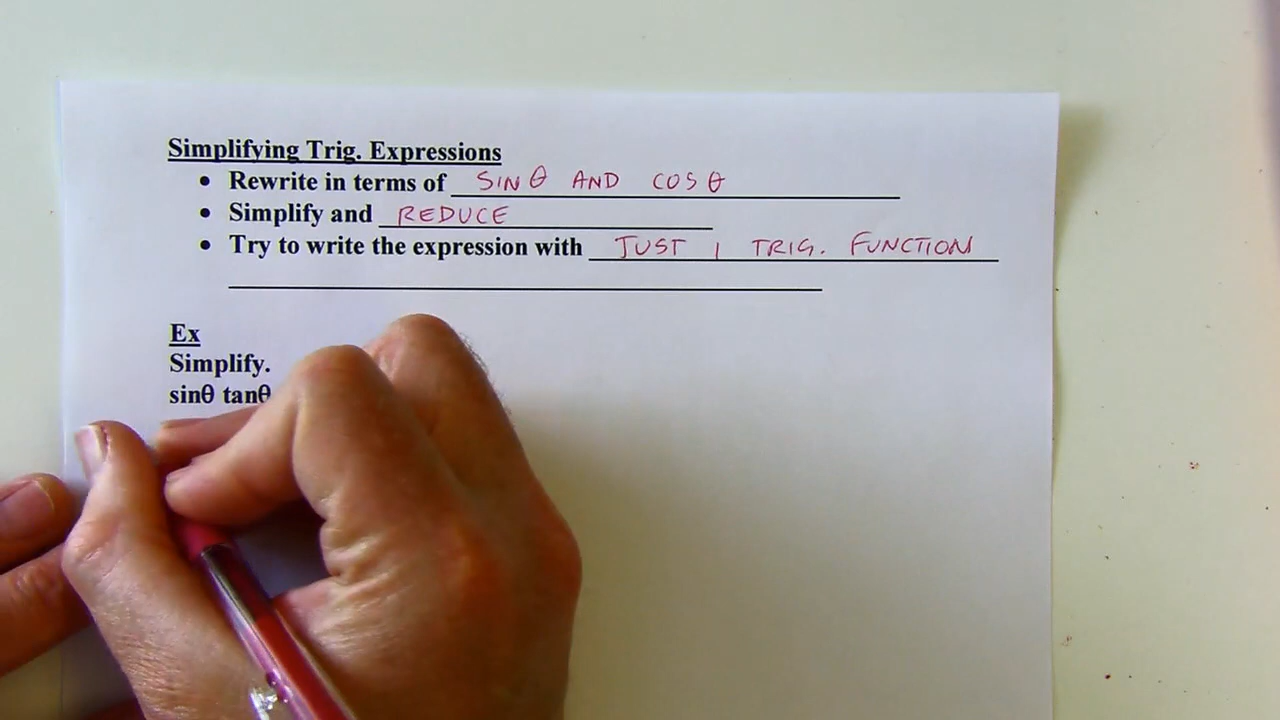 Simplifying Trig. Expressions
• Rewrite in terms of SIN θ AND COS θ
• Simplify and REDUCE
• Try to write the expression with JUST 1 TRIG. FUNCTION
Ex
Simplify.
sinθ tanθ